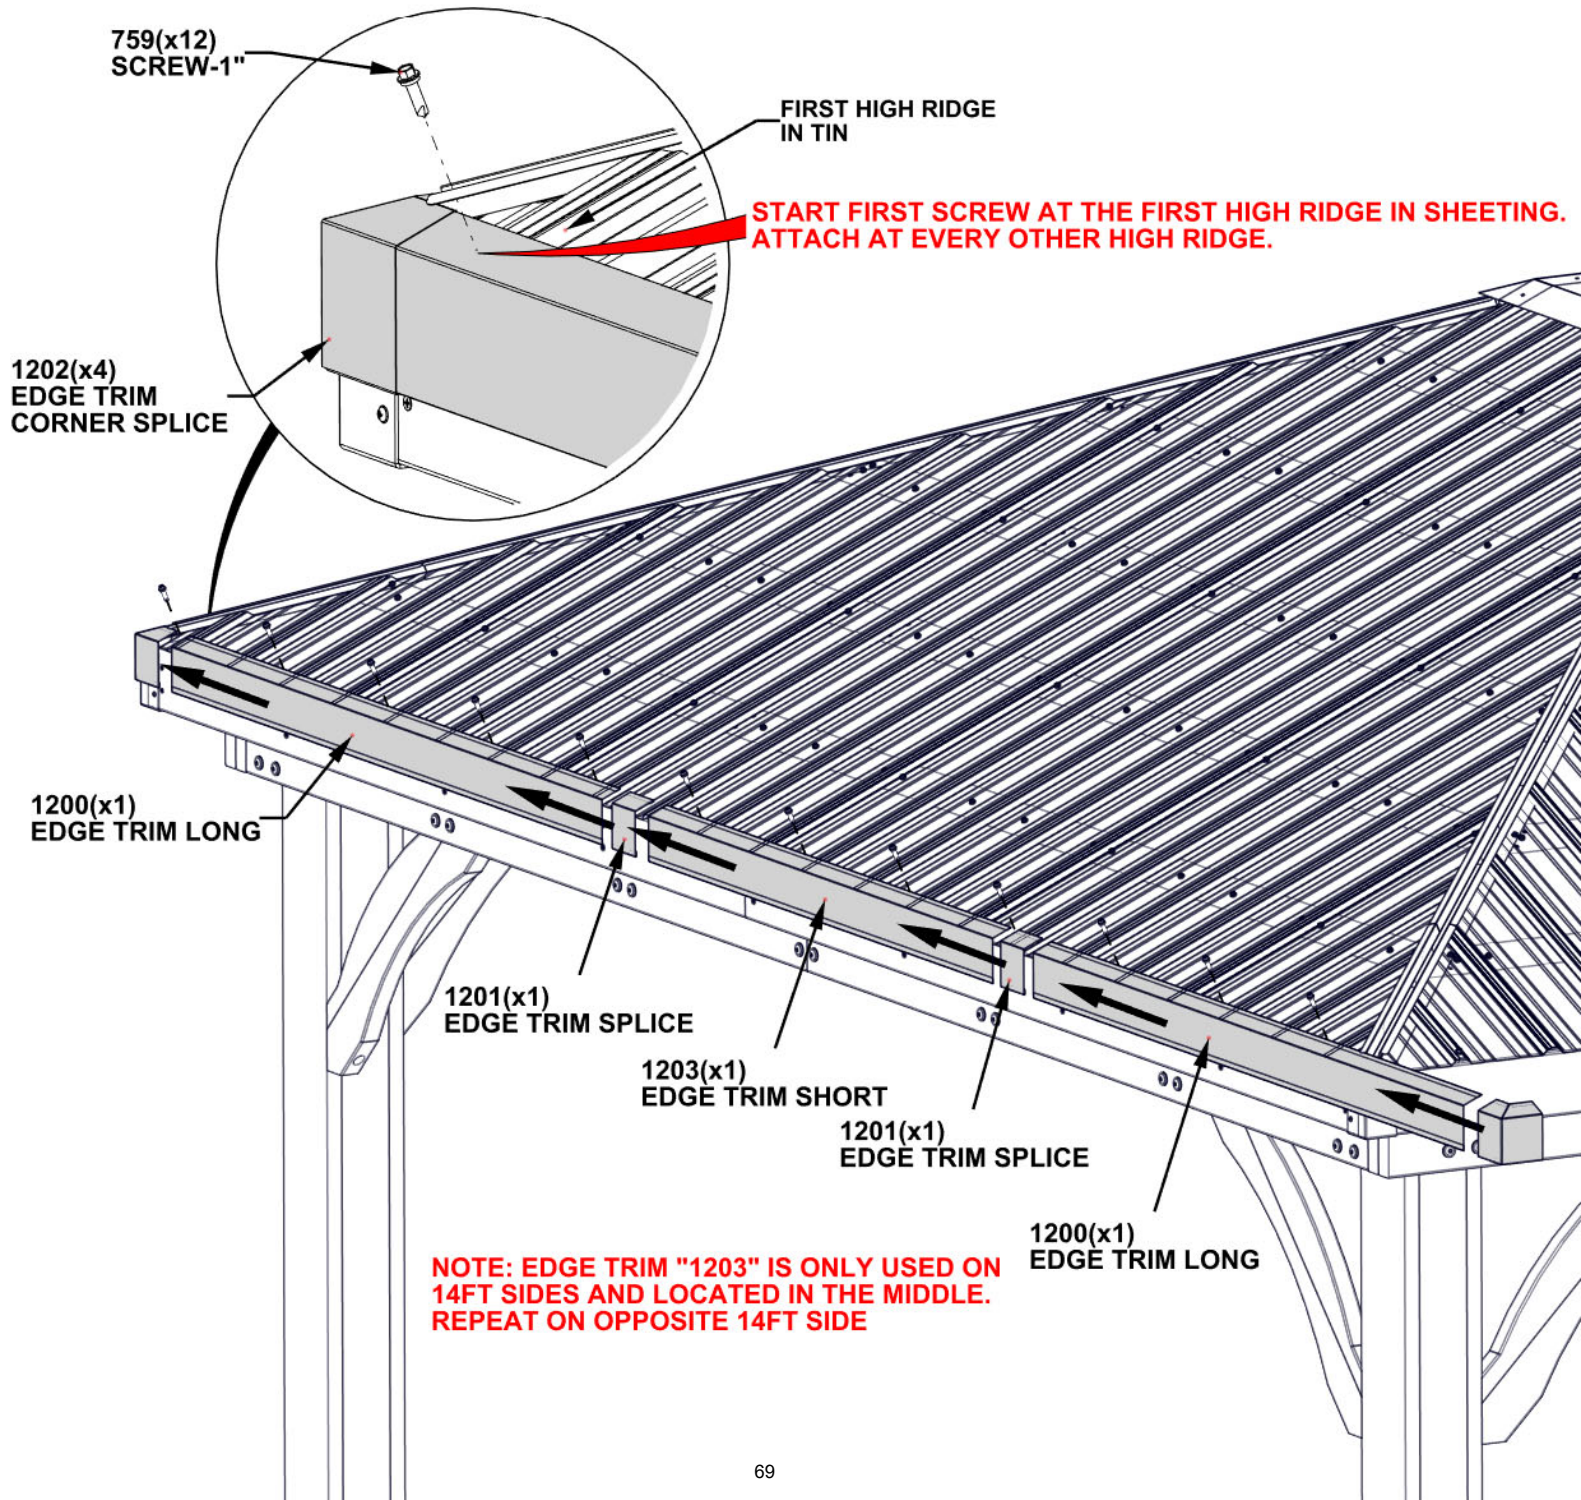 759(x12)
SCREW-1"
FIRST HIGH RIDGE
IN TIN
START FIRST SCREW AT THE FIRST HIGH RIDGE IN SHEETING.
ATTACH AT EVERY OTHER HIGH RIDGE.
1202(x4)
EDGE TRIM
CORNER SPLICE
1200(x1)
EDGE TRIM LONG
1201(x1)
EDGE TRIM SPLICE
1203(x1)
EDGE TRIM SHORT
1201(x1)
EDGE TRIM SPLICE
1200(x1)
EDGE TRIM LONG
NOTE: EDGE TRIM "1203" IS ONLY USED ON
14FT SIDES AND LOCATED IN THE MIDDLE.
REPEAT ON OPPOSITE 14FT SIDE
69